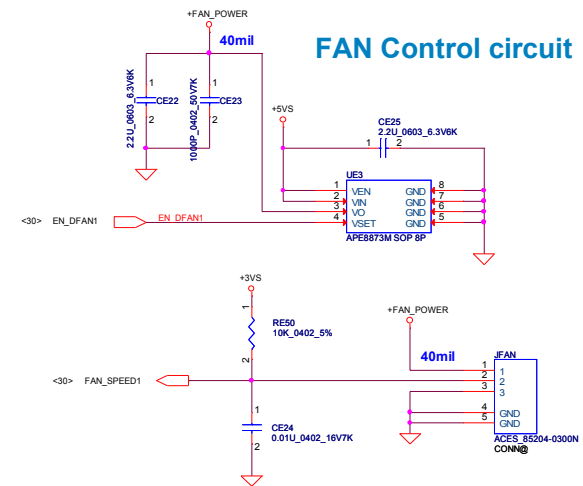 FAN Control circuit
+FAN_POWER
40mil
1
CE22
2
2.2U_0603_6.3V6K
1
CE23
2
1000P_0402_50V7K
+5VS
CE25
2.2U_0603_6.3V6K
1 2
UE3
1 VEN GND 8
2 VIN GND 7
3 VO GND 6
4 VSET GND 5
APE8873M SOP 8P
<30> EN_DFAN1 EN_DFAN1
+3VS
1
RE50
10K_0402_5%
2
+FAN_POWER
40mil
JFAN
1 1
2 2
3 3
4 GND
5 GND
ACES_85204-0300N
CONN@
<30> FAN_SPEED1
1
CE24
0.01U_0402_16V7K
2